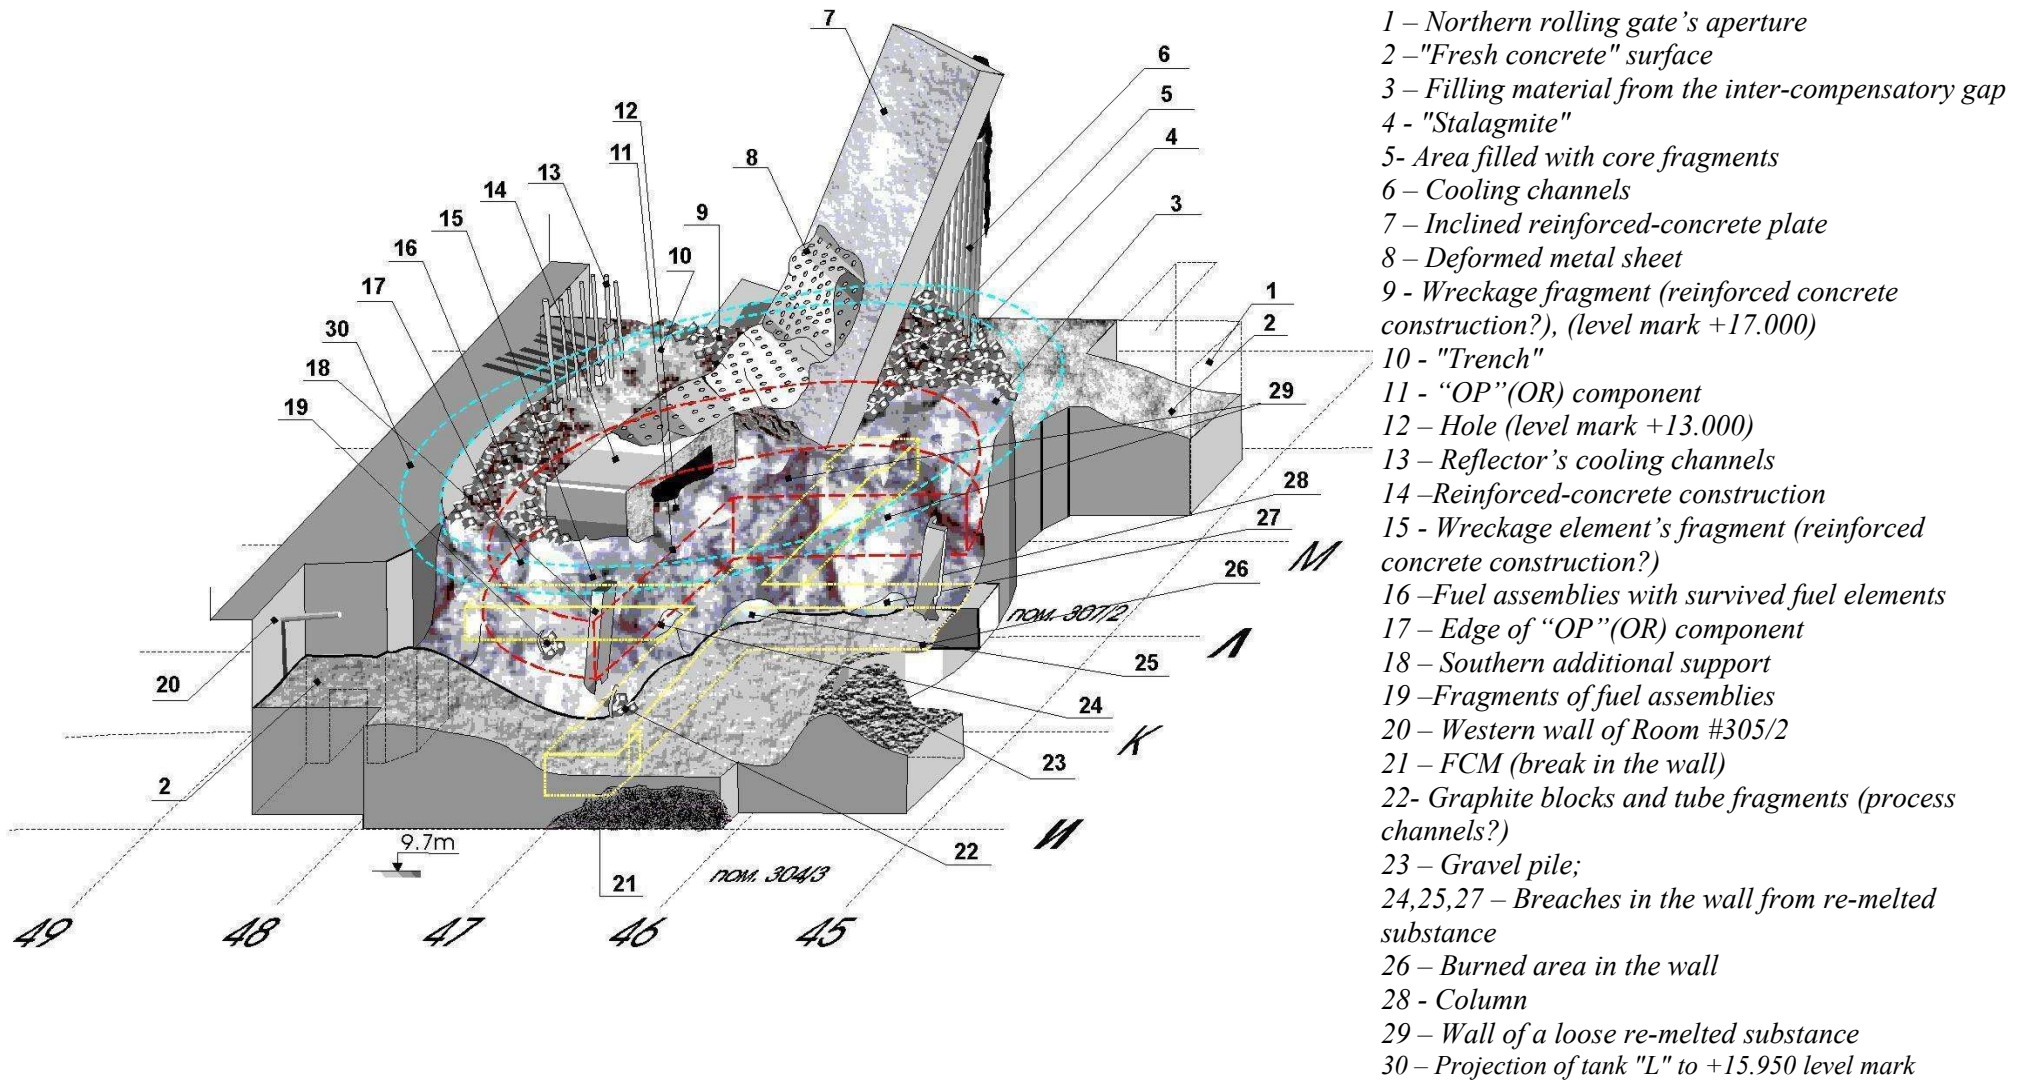 7
6
5
4
3
12
11
13
14
15
16
17
30
18
19
8
9
10
1
2
29
28
27
26
25
24
23
22
21
20
2
9.7m
пом. 304/3
пом. 307/2
М
Л
К
И
49
48
47
46
45
1 – Northern rolling gate’s aperture
2 –"Fresh concrete" surface
3 – Filling material from the inter-compensatory gap
4 - "Stalagmite"
5- Area filled with core fragments
6 – Cooling channels
7 – Inclined reinforced-concrete plate
8 – Deformed metal sheet
9 - Wreckage fragment (reinforced concrete
construction?), (level mark +17.000)
10 - "Trench"
11 - “OP”(OR) component
12 – Hole (level mark +13.000)
13 – Reflector’s cooling channels
14 –Reinforced-concrete construction
15 - Wreckage element’s fragment (reinforced
concrete construction?)
16 –Fuel assemblies with survived fuel elements
17 – Edge of “OP”(OR) component
18 – Southern additional support
19 –Fragments of fuel assemblies
20 – Western wall of Room #305/2
21 – FCM (break in the wall)
22- Graphite blocks and tube fragments (process
channels?)
23 – Gravel pile;
24,25,27 – Breaches in the wall from re-melted
substance
26 – Burned area in the wall
28 - Column
29 – Wall of a loose re-melted substance
30 – Projection of tank "L" to +15.950 level mark